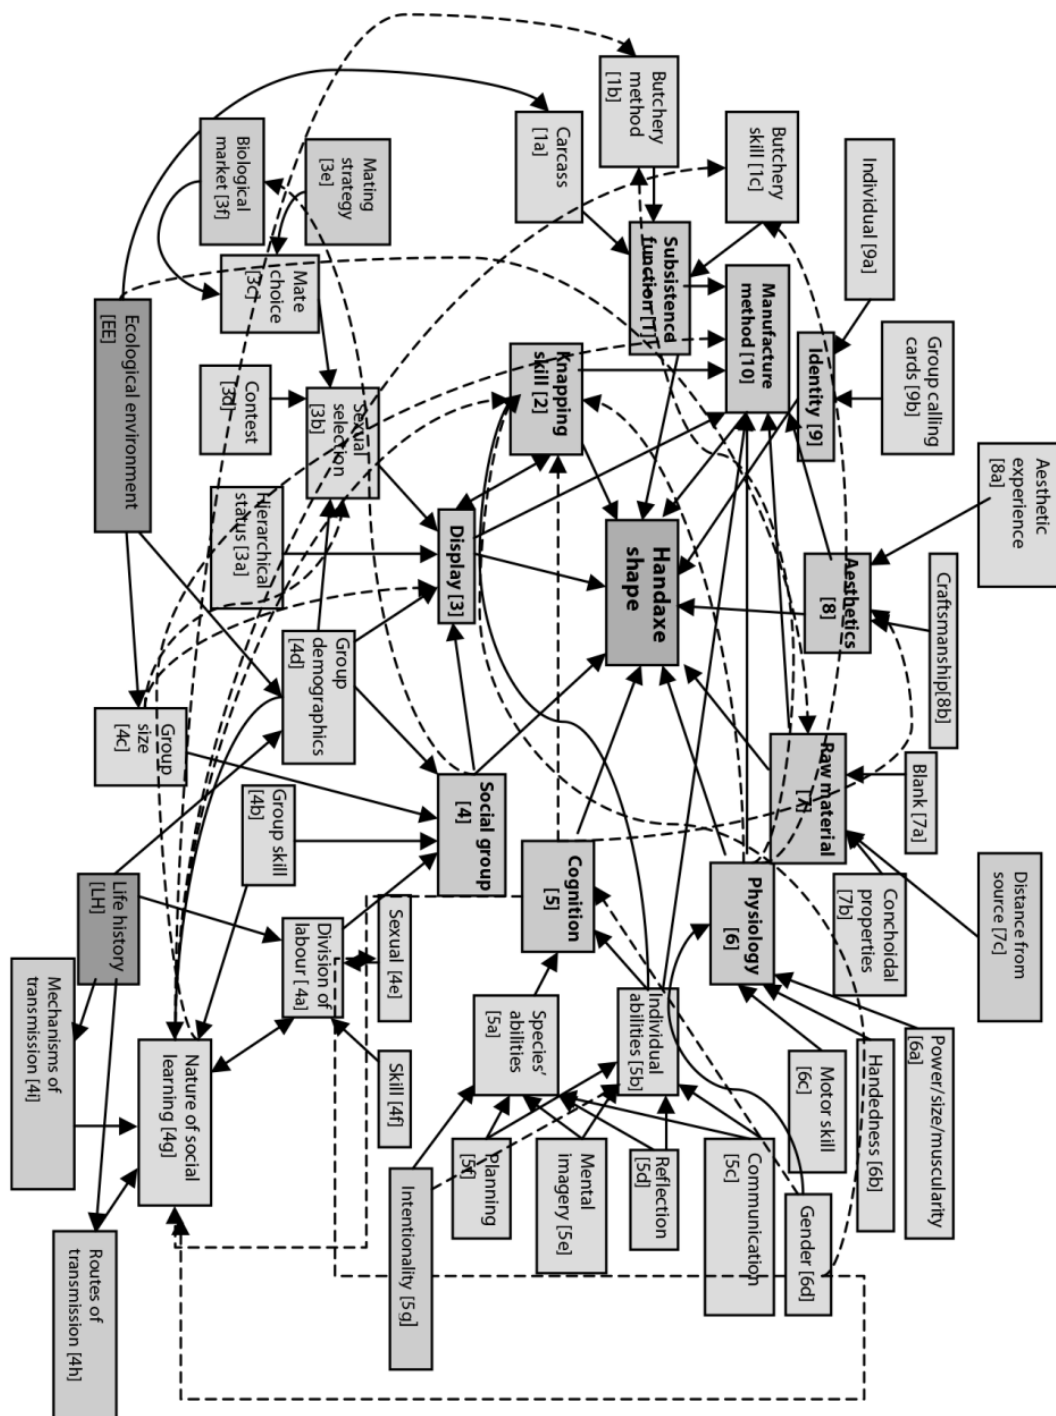 Aesthetic
experience
[8a]
Distance from
source [7c]
Group calling
cards [9b]
Craftsmanship[8b]
Blank [7a]
Power/size/muscularity
[6a]
Individual [9a]
Conchoidal
properties
[7b]
Handedness [6b]
Identity [9]
Aesthetics
[8]
Raw material
[7]
Motor skill
[6c]
Gender [6d]
Butchery
skill [1c]
Manufacture
method [10]
Physiology
[6]
Communication
[5c]
Butchery
method
[1b]
Subsistence
function [1]
Handaxe
shape
Individual
abilities [5b]
Reflection
[5d]
Carcass
[1a]
Knapping
skill [2]
Cognition
[5]
Species’
abilities
[5a]
Mental
imagery [5e]
Display [3]
Social group
[4]
Planning
[5f]
Mating
strategy
[3e]
Sexual
selection
[3b]
Sexual [4e]
Skill [4f]
Intentionality [5g]
Mate
choice
[3c]
Group
demographics
[4d]
Division of
labour [4a]
Biological
market [3f]
Contest
[3d]
Hierarchical
status [3a]
Group skill
[4b]
Nature of social
learning [4g]
Ecological environment
[EE]
Group
size
[4c]
Life history
[LH]
Mechanisms of
transmission [4i]
Routes of
transmission [4h]